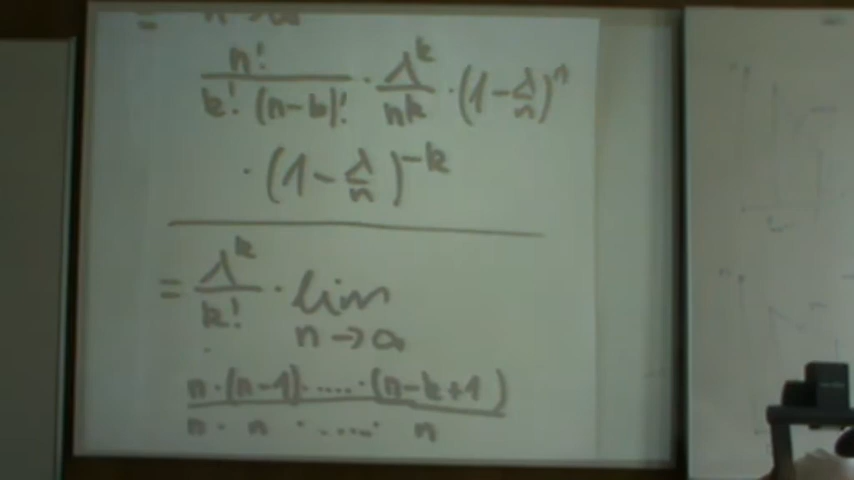 = n→∞
n! / k! · (n-k)! · λ^k / n^k · (1 - λ/n)^n
· (1 - λ/n)^-k
= λ^k / k! · lim n→∞
n · (n-1) · ..... · (n-k+1) / n · n · ..... · n